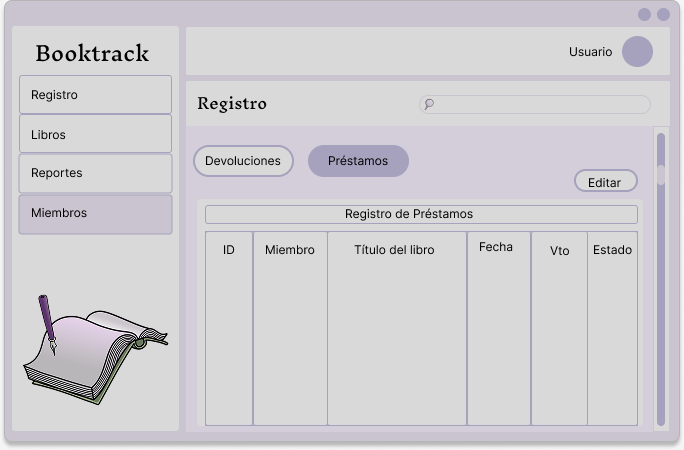 Booktrack
Usuario
Registro
Libros
Reportes
Miembros
Registro
Devoluciones
Préstamos
Editar
Registro de Préstamos
ID
Miembro
Título del libro
Fecha
Vto
Estado